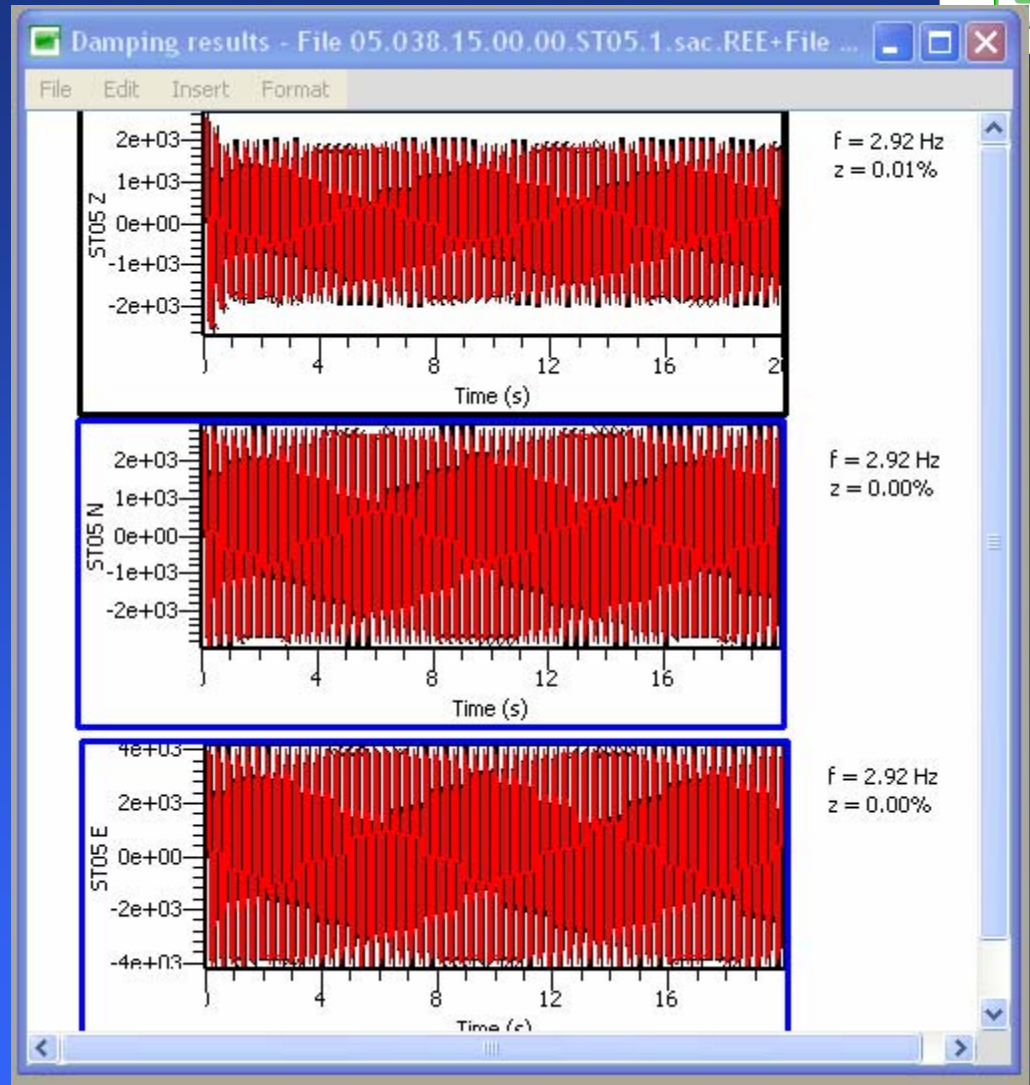 Damping results - File 05.038.15.00.00.ST05.1.sac.REE+File ...
File Edit Insert Format
2e+03
1e+03
0e+00
-1e+03
-2e+03
ST05 Z
4 8 12 16 2
Time (s)
f = 2.92 Hz
z = 0.01%
2e+03
1e+03
0e+00
-1e+03
-2e+03
ST05 N
4 8 12 16
Time (s)
f = 2.92 Hz
z = 0.00%
4e+03
2e+03
0e+00
-2e+03
-4e+03
ST05 E
4 8 12 16
Time (s)
f = 2.92 Hz
z = 0.00%